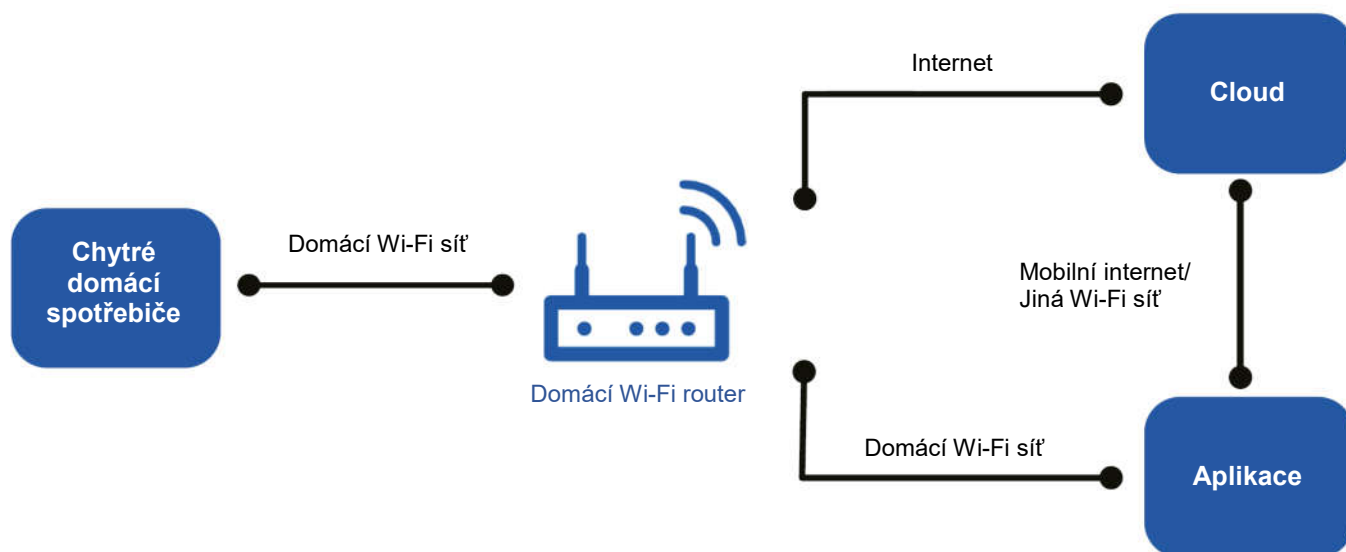 Internet
Cloud
Chytré
domácí
spotřebiče
Domácí Wi-Fi síť
Mobilní internet/
Jiná Wi-Fi síť
Domácí Wi-Fi router
Domácí Wi-Fi síť
Aplikace